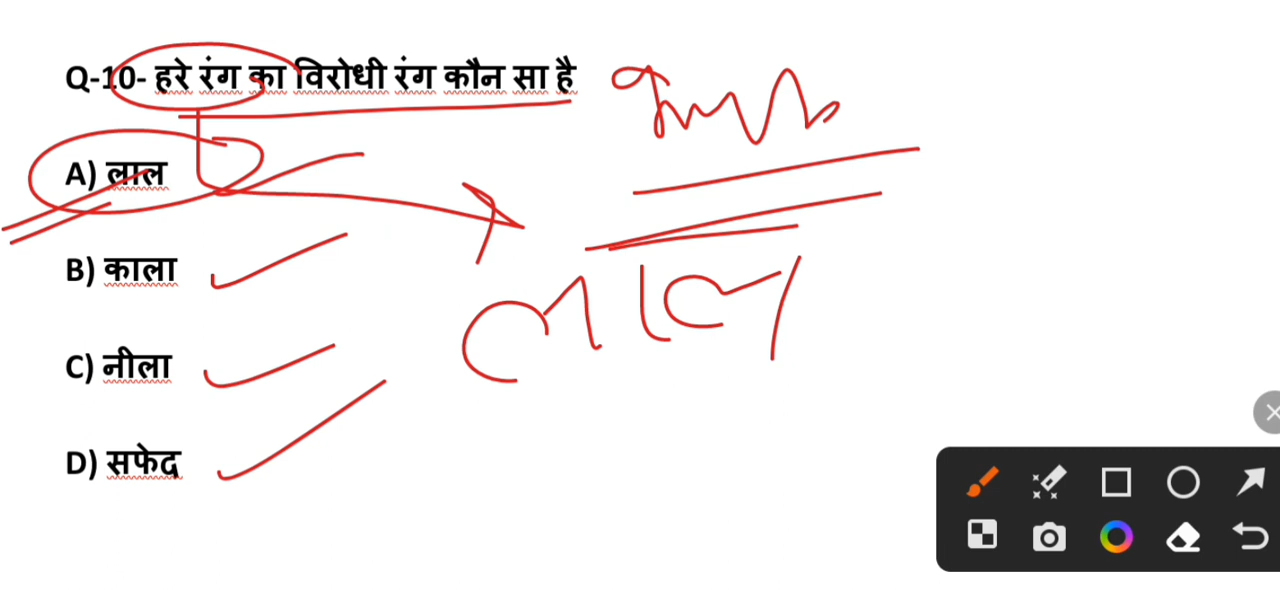 Q-10- हरे रंग का विरोधी रंग कौन सा है
A) लाल
B) काला
C) नीला
D) सफेद